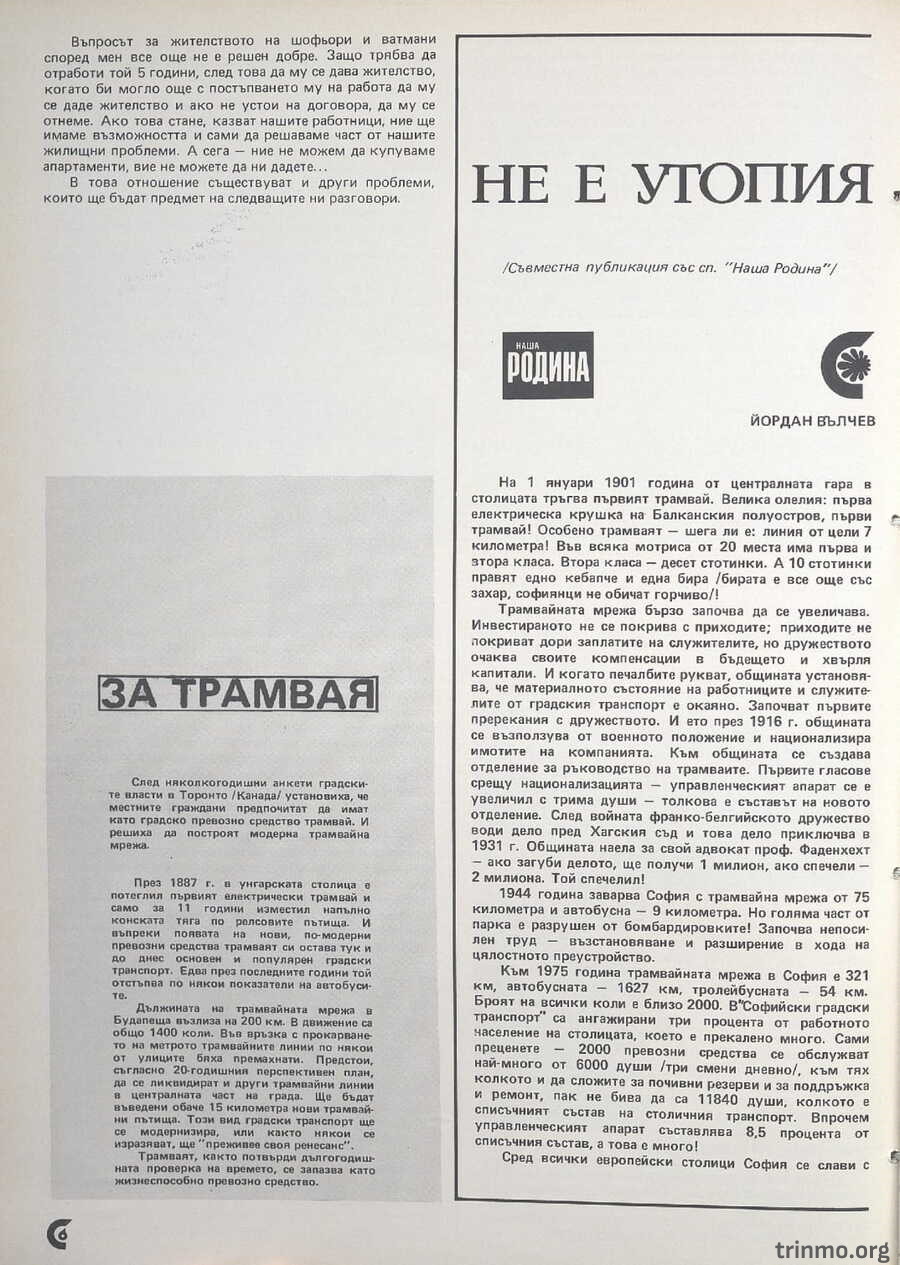 Въпросът за жителството на шофьори и ватмани
според мен все още не е решен добре. Защо трябва да
отработи той 5 години, след това да му се дава жителство,
когато би могло още с постъпването му на работа да му
се даде жителство и ако не устои на договора, да му се
отнеме. Ако това стане, казват нашите работници, ние ще
имаме възможността и сами да решаваме част от нашите
жилищни проблеми. А сега — ние не можем да купуваме
апартаменти, вие не можете да ни дадете...
В това отношение съществуват и други проблеми,
които ще бъдат предмет на следващите ни разговори.
ЗА ТРАМВАЯ
След няколкогодишни анкети градски-
те власти в Торонто /Канада/ установиха, че
местните граждани предпочитат да имат
като градско превозно средство трамвай. И
решиха да построят модерна трамвайна
мрежа.
През 1887 г. в унгарската столица е
потеглил първият електрически трамвай и
само за 11 години изместил напълно
конската тяга по релсовите пътища. И
въпреки появата на нови, по-модерни
превозни средства трамваят си остава тук и
до днес основен и популярен градски
транспорт. Едва през последните години той
отстъпва по някои показатели на автобуси-
те.
Дължината на трамвайната мрежа в
Будапеща възлиза на 200 км. В движение са
общо 1400 коли. Във връзка с прокарване-
то на метрото трамвайните линии по някои
от улиците бяха премахнати. Предстои,
съгласно 20-годишния перспективен план,
да се ликвидират и други трамвайни линии
в централната част на града. Ще бъдат
въведени обаче 15 километра нови трамвай-
ни пътища. Този вид градски транспорт ще
се модернизира, или както някои се
изразяват, ще "преживее своя ренесанс".
Трамваят, както потвърди дългогодиш-
ната проверка на времето, се запазва като
жизнеспособно превозно средство.
6
НЕ Е УТОПИЯ
/Съвместна публикация със сп. "Наша Родина"/
НАША
РОДИНА
ЙОРДАН ВЪЛЧЕВ
На 1 януари 1901 година от централната гара в
столицата тръгва първият трамвай. Велика олелия: първа
електрическа крушка на Балканския полуостров, първи
трамвай! Особено трамваят — шега ли е: линия от цели 7
километра! Във всяка мотриса от 20 места има първа и
втора класа. Втора класа — десет стотинки. А 10 стотинки
правят едно кебапче и една бира /бирата е все още със
захар, софиянци не обичат горчиво/!
Трамвайната мрежа бързо започва да се увеличава.
Инвестираното не се покрива с приходите; приходите не
покриват дори заплатите на служителите, но дружеството
очаква своите компенсации в бъдещето и хвърля
капитали. И когато печалбите рукват, общината установя-
ва, че материалното състояние на работниците и служите-
лите от градския транспорт е окаяно. Започват първите
пререкания с дружеството. И ето през 1916 г. общината
се възползува от военното положение и национализира
имотите на компанията. Към общината се създава
отделение за ръководство на трамваите. Първите гласове
срещу национализацията — управленческият апарат се е
увеличил с трима души — толкова е съставът на новото
отделение. След войната франко-белгийското дружество
води дело пред Хагския съд и това дело приключва в
1931 г. Общината наела за свой адвокат проф. Фаденхехт
— ако загуби делото, ще получи 1 милион, ако спечели —
2 милиона. Той спечелил!
1944 година заварва София с трамвайна мрежа от 75
километра и автобусна — 9 километра. Но голяма част от
парка е разрушен от бомбардировките! Започва непоси-
лен труд — възстановяване и разширение в хода на
цялостното преустройство.
Към 1975 година трамвайната мрежа в София е 321
км, автобусната — 1627 км, тролейбусната — 54 км.
Броят на всички коли е близо 2000. В "Софийски градски
транспорт" са ангажирани три процента от работното
население на столицата, което е прекалено много. Сами
преценете — 2000 превозни средства се обслужват
най-много от 6000 души /три смени дневно/, към тях
колкото и да сложите за почивни резерви и за поддръжка
и ремонт, пак не бива да са 11840 души, колкото е
списъчният състав на столичния транспорт. Впрочем
управленческият апарат съставлява 8,5 процента от
списъчния състав, а това е много!
Сред всички европейски столици София се слави с
trinmo.org